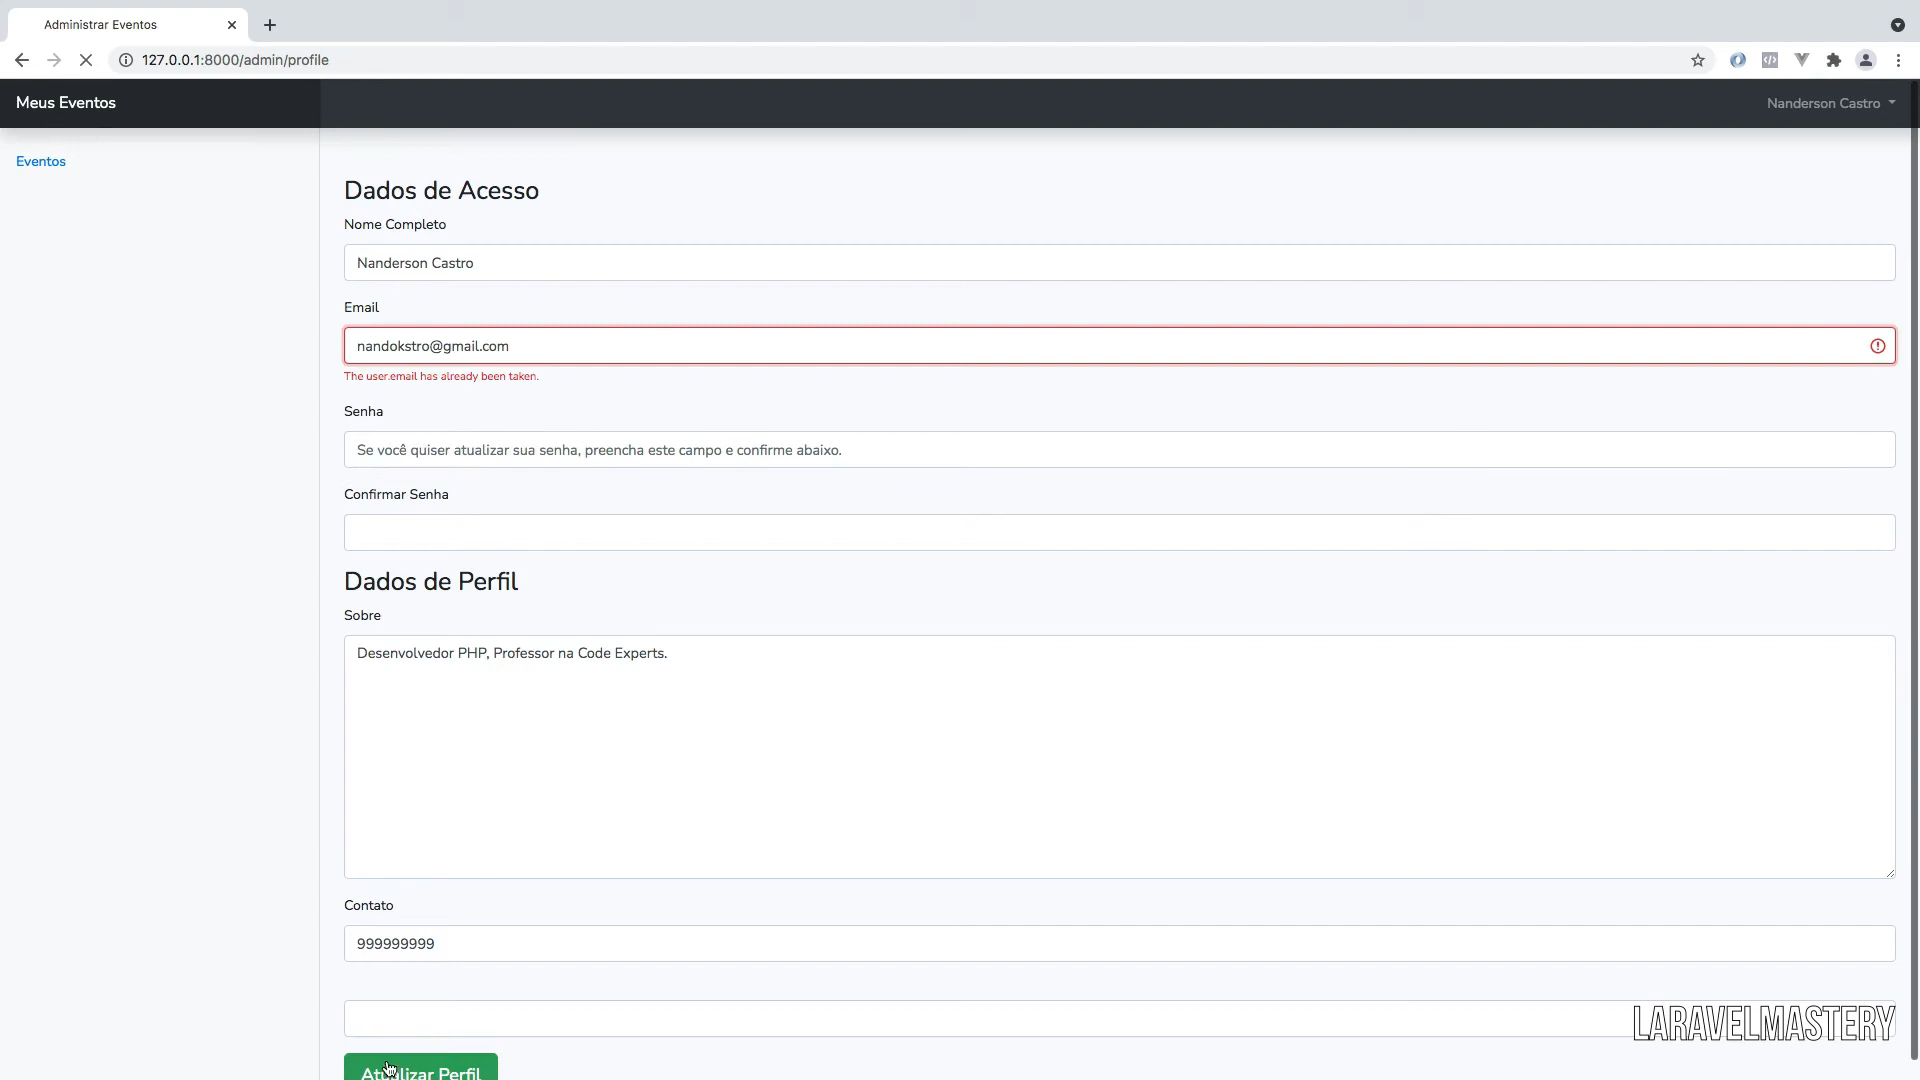 Administrar Eventos
127.0.0.1:8000/admin/profile
Meus Eventos
Nanderson Castro
Eventos
Dados de Acesso
Nome Completo
Nanderson Castro
Email
nandokstro@gmail.com
The user.email has already been taken.
Senha
Se você quiser atualizar sua senha, preencha este campo e confirme abaixo.
Confirmar Senha
Dados de Perfil
Sobre
Desenvolvedor PHP, Professor na Code Experts.
Contato
999999999
LARAVELMASTERY
Atualizar Perfil